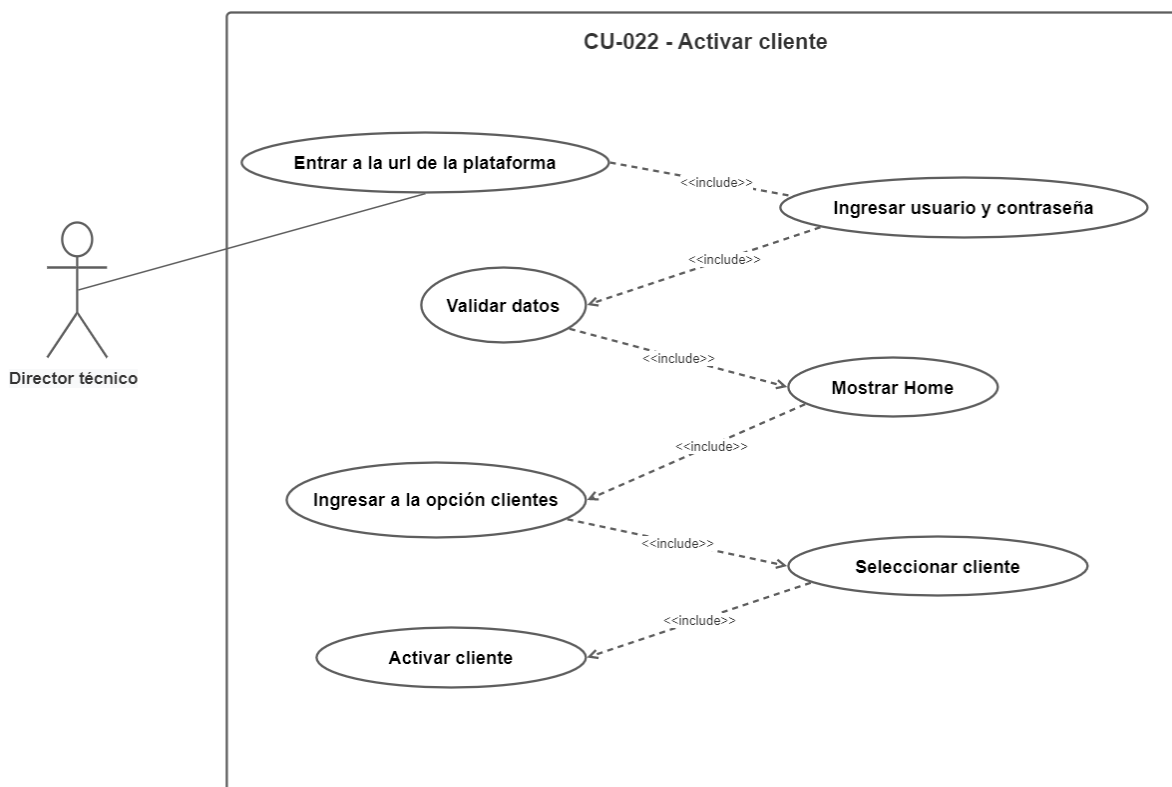 CU-022 - Activar cliente
Entrar a la url de la plataforma
<<include>>
Ingresar usuario y contraseña
<<include>>
Validar datos
<<include>>
Director técnico
Mostrar Home
<<include>>
Ingresar a la opción clientes
<<include>>
Seleccionar cliente
<<include>>
Activar cliente